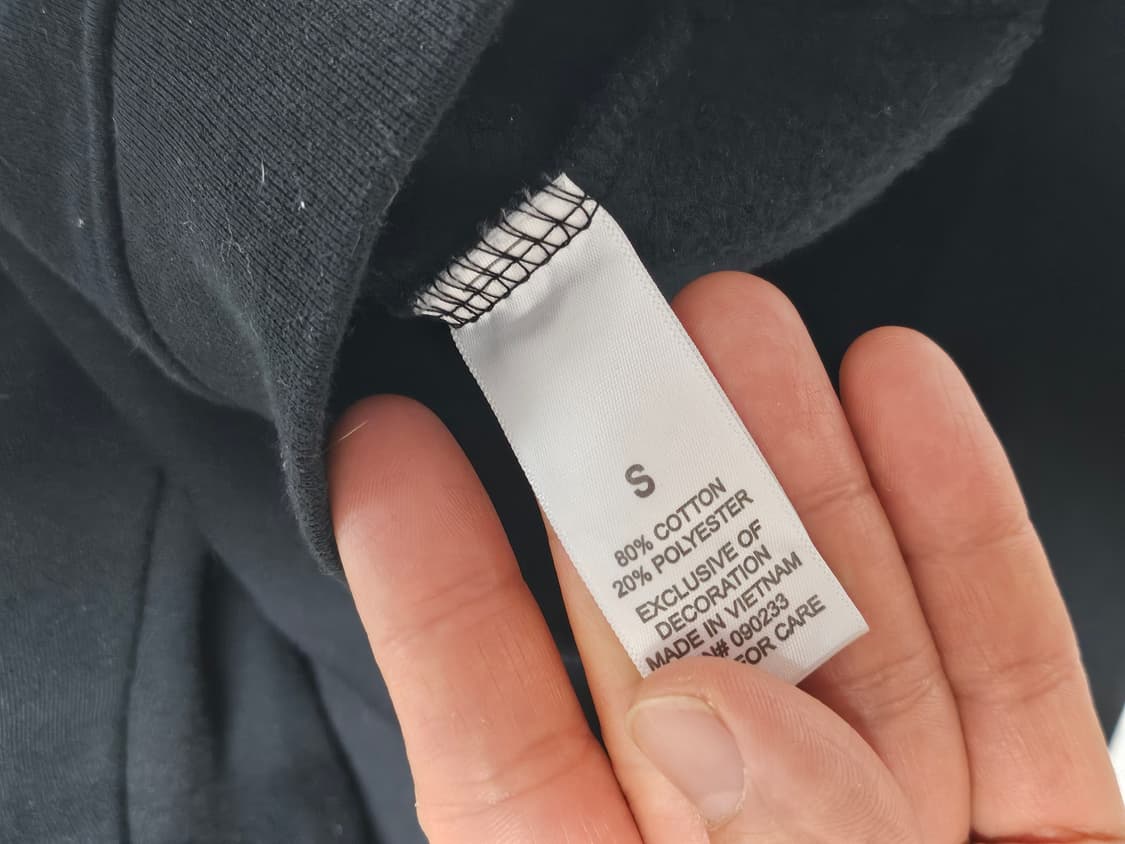 S
80% COTTON
20% POLYESTER
EXCLUSIVE OF
DECORATION
MADE IN VIETNAM
090233
FOR CARE